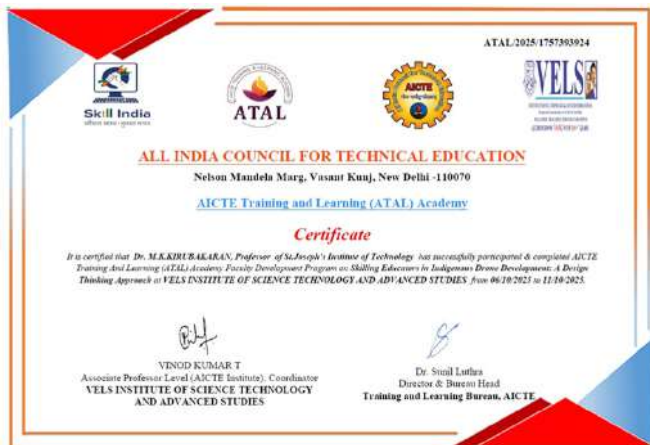 ATAL/2025/1757393924
Skill India
ATAL
AICTE
VELS
ALL INDIA COUNCIL FOR TECHNICAL EDUCATION
Nelson Mandela Marg, Vasant Kunj, New Delhi -110070
AICTE Training and Learning (ATAL) Academy
Certificate
It is certified that Dr. M.K.KIRUBAKARAN, Professor of St.Joseph's Institute of Technology has successfully participated & completed AICTE
Training And Learning (ATAL) Academy Faculty Development Program on Skilling Educators in Indigenous Drone Development: A Design
Thinking Approach at VELS INSTITUTE OF SCIENCE TECHNOLOGY AND ADVANCED STUDIES from 06/10/2025 to 11/10/2025.
VINOD KUMAR T
Associate Professor Level (AICTE Institute), Coordinator
VELS INSTITUTE OF SCIENCE TECHNOLOGY
AND ADVANCED STUDIES
Dr. Sunil Luthra
Director & Bureau Head
Training and Learning Bureau, AICTE